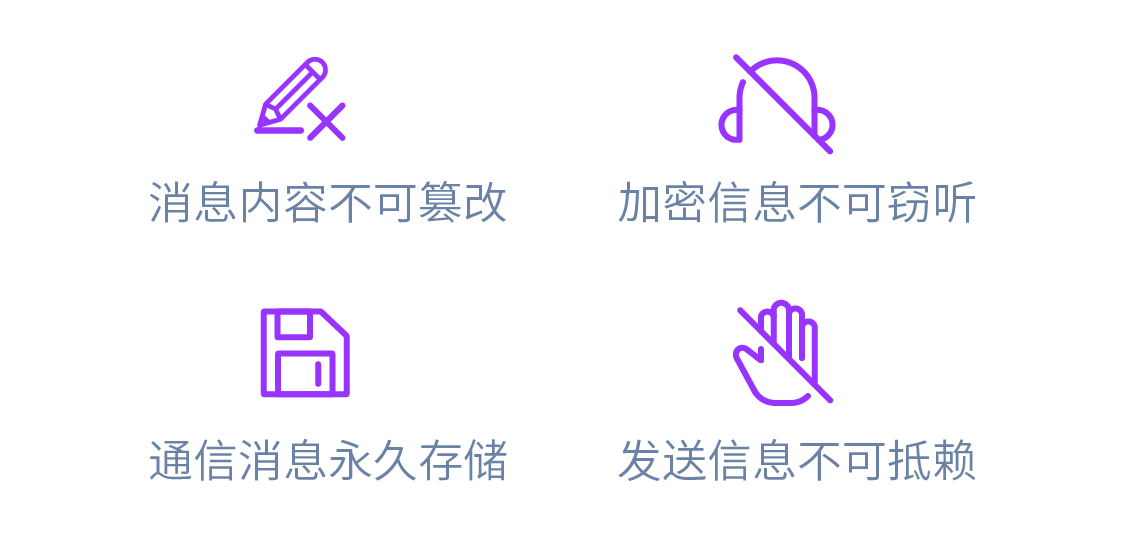 消息内容不可篡改
加密信息不可窃听
通信消息永久存储
发送信息不可抵赖